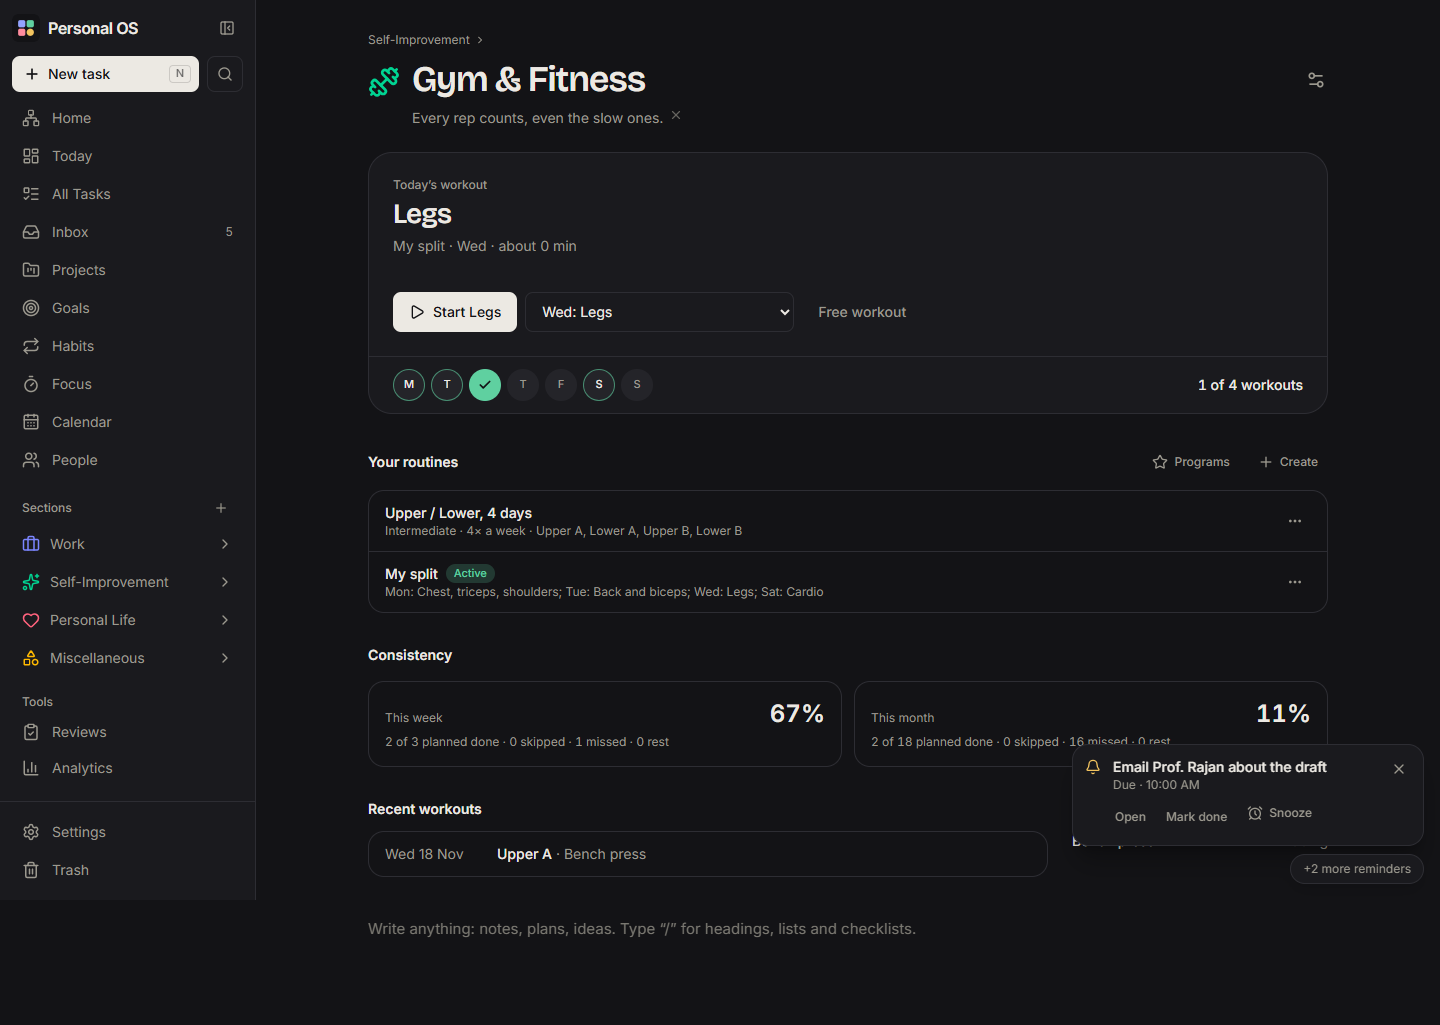 Personal OS
New task N
Home
Today
All Tasks
Inbox 5
Projects
Goals
Habits
Focus
Calendar
People
Sections
Work
Self-Improvement
Personal Life
Miscellaneous
Tools
Reviews
Analytics
Settings
Trash
Self-Improvement
Gym & Fitness
Every rep counts, even the slow ones.
Today's workout
Legs
My split · Wed · about 0 min
Start Legs
Wed: Legs
Free workout
M T T F S S
1 of 4 workouts
Your routines
Programs
Create
Upper / Lower, 4 days
Intermediate · 4× a week · Upper A, Lower A, Upper B, Lower B
My split Active
Mon: Chest, triceps, shoulders; Tue: Back and biceps; Wed: Legs; Sat: Cardio
Consistency
This week 67%
2 of 3 planned done · 0 skipped · 1 missed · 0 rest
This month 11%
2 of 18 planned done · 0 skipped · 16 missed · 0 rest
Email Prof. Rajan about the draft
Due · 10:00 AM
Open Mark done Snooze
+2 more reminders
Recent workouts
Wed 18 Nov Upper A · Bench press
Write anything: notes, plans, ideas. Type “/” for headings, lists and checklists.